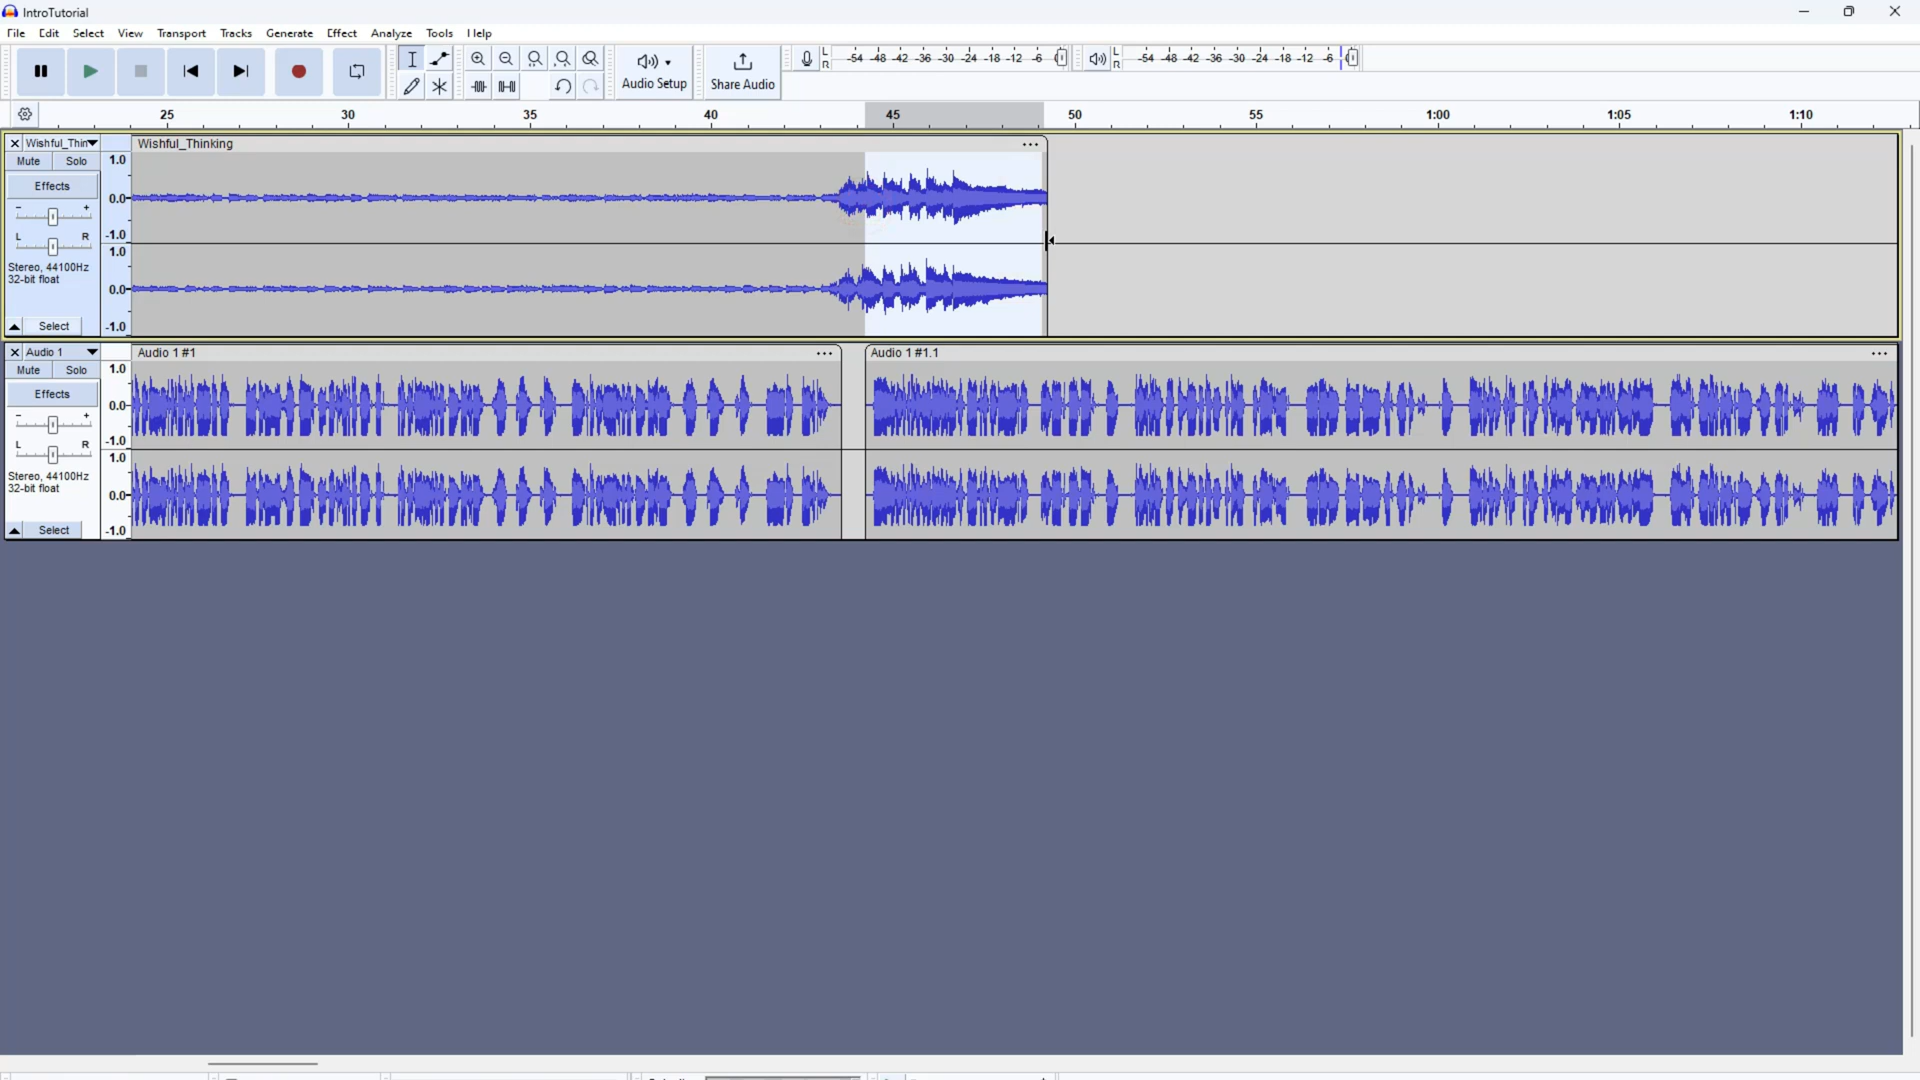 IntroTutorial
File Edit Select View Transport Tracks Generate Effect Analyze Tools Help
Audio Setup
Share Audio
L
R
-54 -48 -42 -36 -30 -24 -18 -12 -6
L
R
-54 -48 -42 -36 -30 -24 -18 -12 -6
25 30 35 40 45 50 55 1:00 1:05 1:10
Wishful_Thin
Mute Solo
Effects
- +
L R
Stereo, 44100Hz
32-bit float
Select
1.0
0.0
-1.0
1.0
0.0
-1.0
Wishful_Thinking
Audio 1
Mute Solo
Effects
- +
L R
Stereo, 44100Hz
32-bit float
Select
1.0
0.0
-1.0
1.0
0.0
-1.0
Audio 1 #1
Audio 1 #1.1